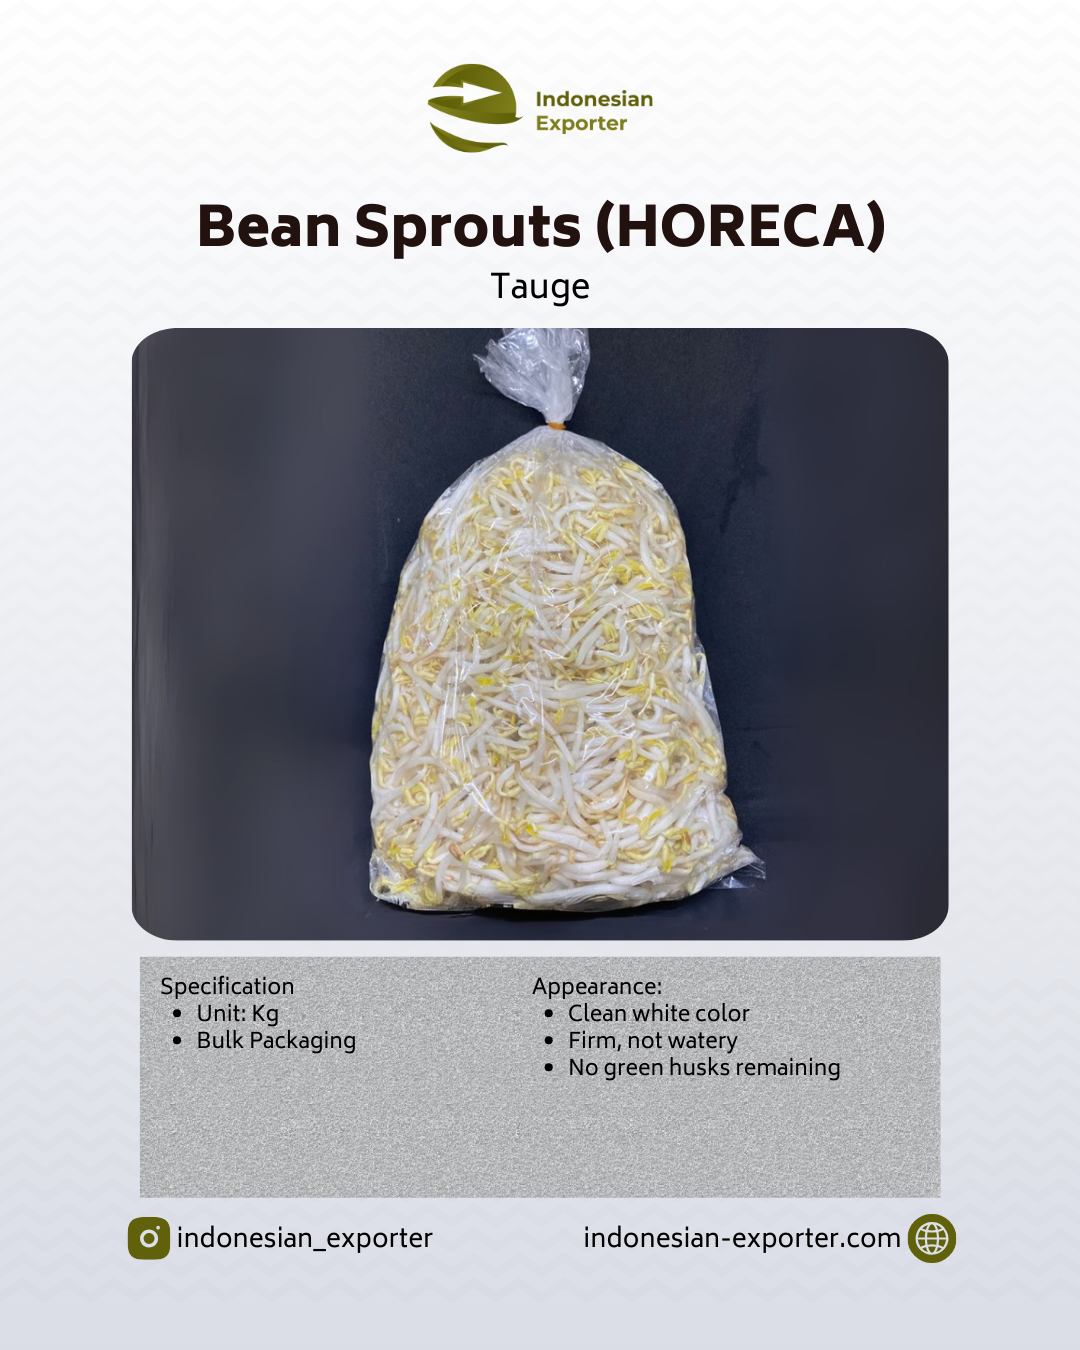 Indonesian
Exporter
Bean Sprouts (HORECA)
Tauge
Specification
• Unit: Kg
• Bulk Packaging
Appearance:
• Clean white color
• Firm, not watery
• No green husks remaining
indonesian_exporter
indonesian-exporter.com